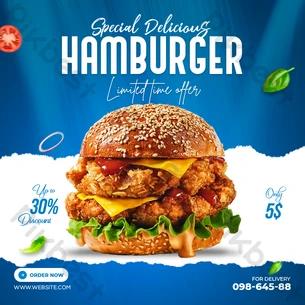 Special Delicious
HAMBURGER
Limited time offer
Up to
30%
Discount
Only
5$
ORDER NOW
WWW.WEBSITE.COM
FOR DELIVERY
098-645-88